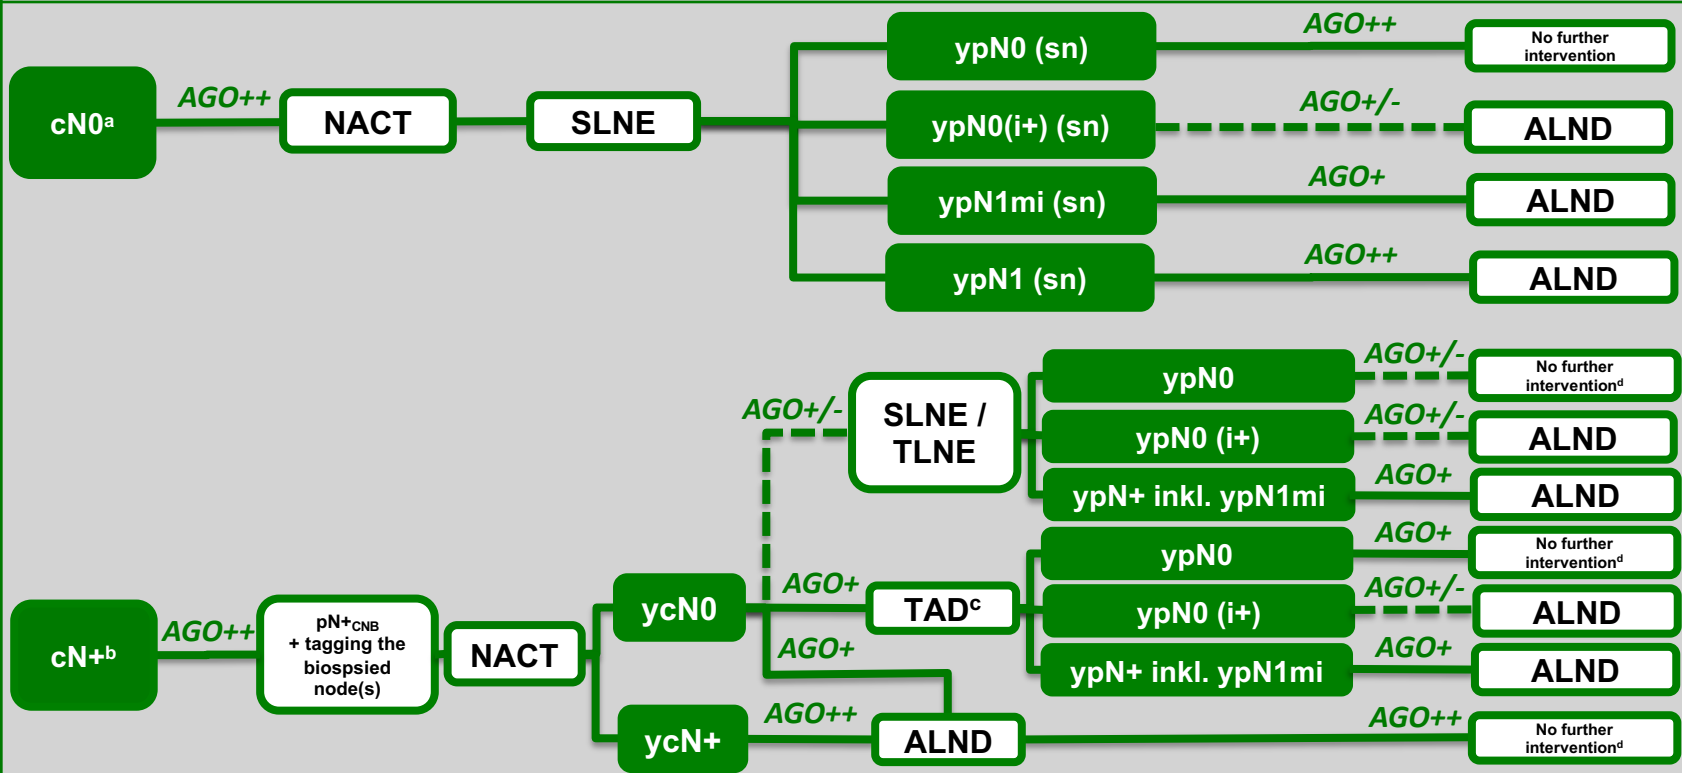 cN0ᵃ
AGO++
NACT
SLNE
ypN0 (sn)
AGO++
No further
intervention
ypN0(i+) (sn)
AGO+/-
ALND
ypN1mi (sn)
AGO+
ALND
ypN1 (sn)
AGO++
ALND
cN+ᵇ
AGO++
pN+CNB
+ tagging the
biospsied
node(s)
NACT
ycN0
AGO+/-
SLNE /
TLNE
ypN0
AGO+/-
No further
interventionᵈ
ypN0 (i+)
AGO+/-
ALND
ypN+ inkl. ypN1mi
AGO+
ALND
AGO+
TADᶜ
ypN0
AGO+
No further
interventionᵈ
ypN0 (i+)
AGO+/-
ALND
ypN+ inkl. ypN1mi
AGO+
ALND
AGO+
ycN+
AGO++
ALND
AGO++
No further
interventionᵈ